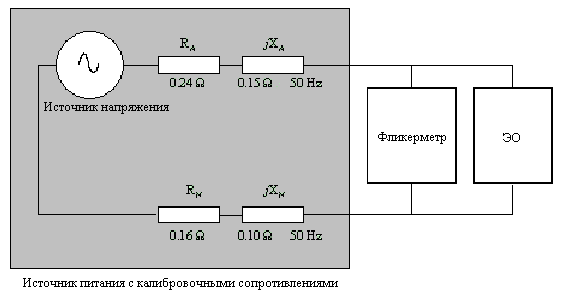 R_A jX_A
0.24 Ω 0.15 Ω 50 Hz
Источник напряжения
Фликерметр
ЭО
R_N jX_N
0.16 Ω 0.10 Ω 50 Hz
Источник питания с калибровочными сопротивлениями